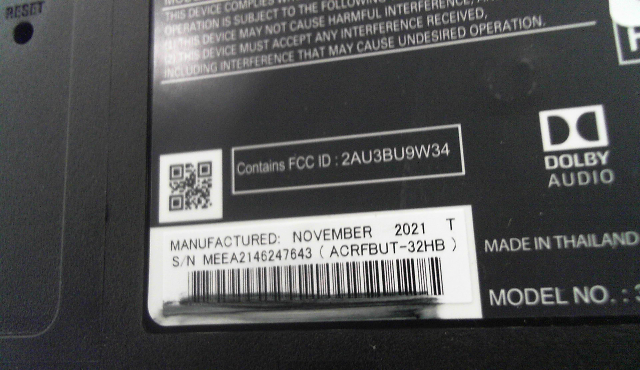 RESET
THIS DEVICE COMPLIES
OPERATION IS SUBJECT TO THE FOLLOWING
(1) THIS DEVICE MAY NOT CAUSE HARMFUL INTERFERENCE,
(2) THIS DEVICE MUST ACCEPT ANY INTERFERENCE RECEIVED,
INCLUDING INTERFERENCE THAT MAY CAUSE UNDESIRED OPERATION.
Contains FCC ID : 2AU3BU9W34
DOLBY
AUDIO
MANUFACTURED: NOVEMBER 2021 T
S/N MEEA2146247643 ( ACRFBUT-32HB )
MADE IN THAILAND
MODEL NO. :